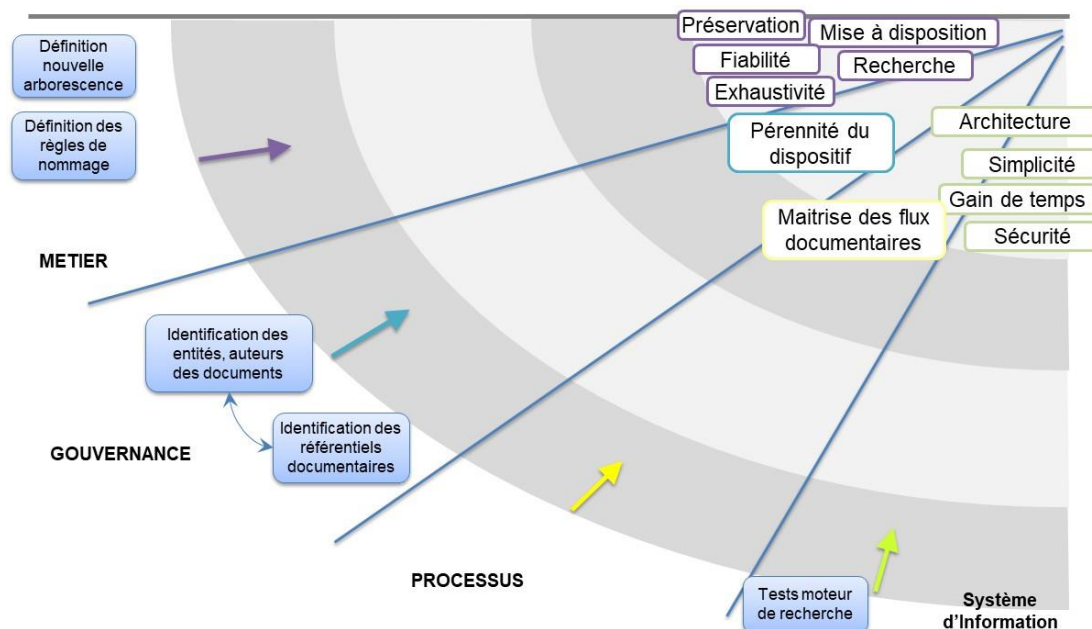 Définition
nouvelle
arborescence
Définition des
règles de
nommage
METIER
Préservation
Mise à disposition
Fiabilité
Recherche
Exhaustivité
Pérennité du
dispositif
Architecture
Simplicité
Gain de temps
Sécurité
Maitrise des flux
documentaires
Identification des
entités, auteurs
des documents
Identification des
référentiels
documentaires
GOUVERNANCE
PROCESSUS
Tests moteur
de recherche
Système
d’Information